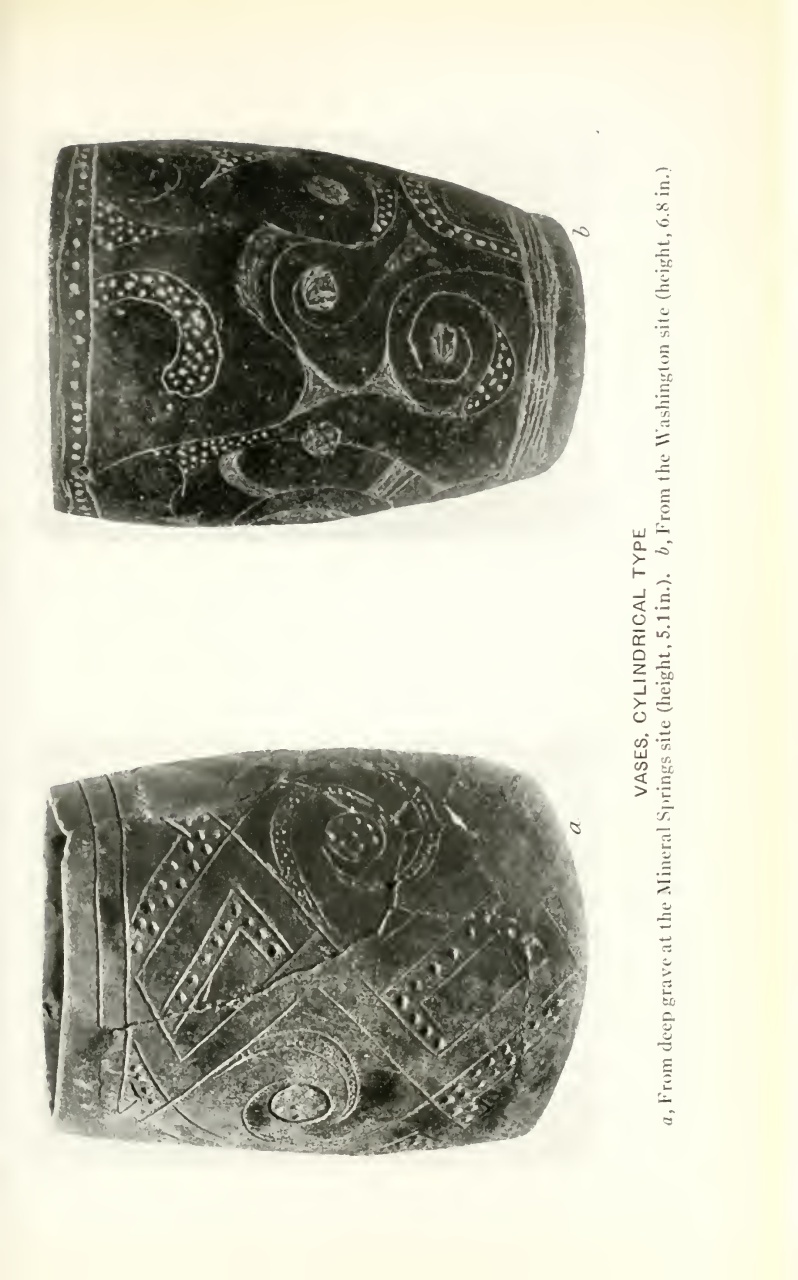 a
b
VASES, CYLINDRICAL TYPE
a, From deep grave at the Mineral Springs site (height, 5.1 in.). b, From the Washington site (height, 6.8 in.)